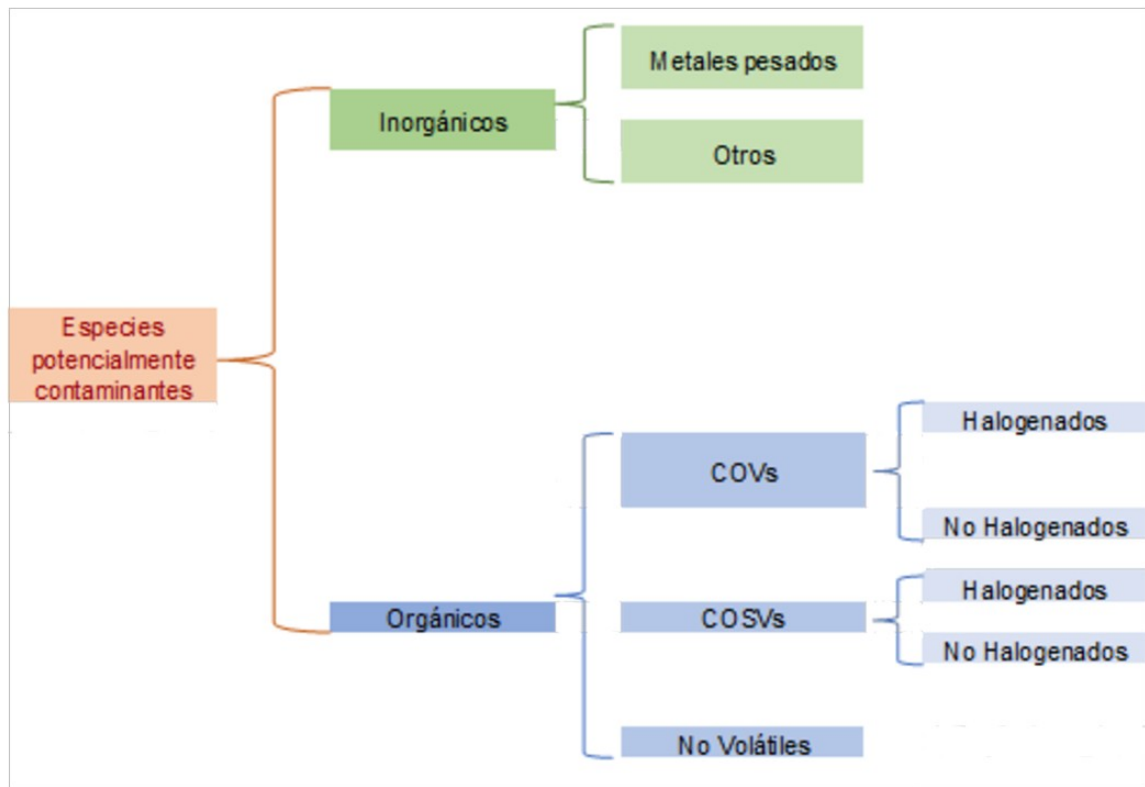 Metales pesados
Inorgánicos
Otros
Especies
potencialmente
contaminantes
Halogenados
COVs
No Halogenados
Halogenados
Orgánicos
COSVs
No Halogenados
No Volátiles